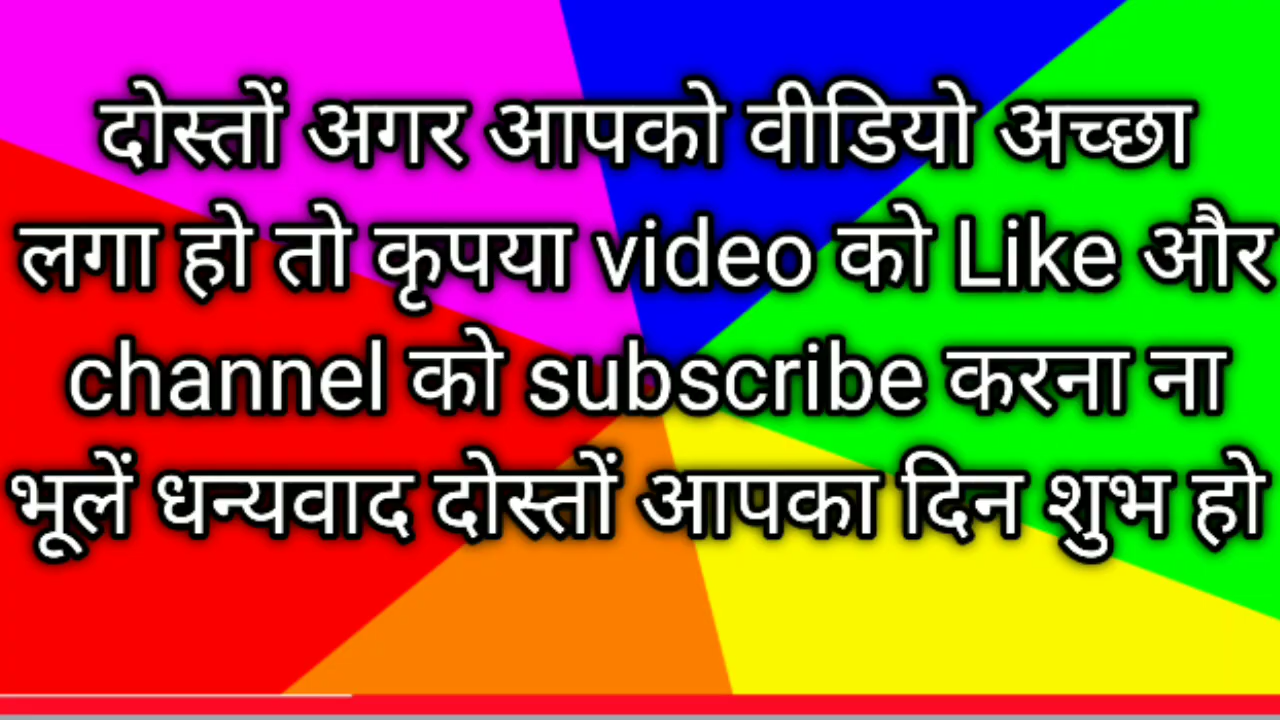 दोस्तों अगर आपको वीडियो अच्छा
लगा हो तो कृपया video को Like और
channel को subscribe करना ना
भूलें धन्यवाद दोस्तों आपका दिन शुभ हो